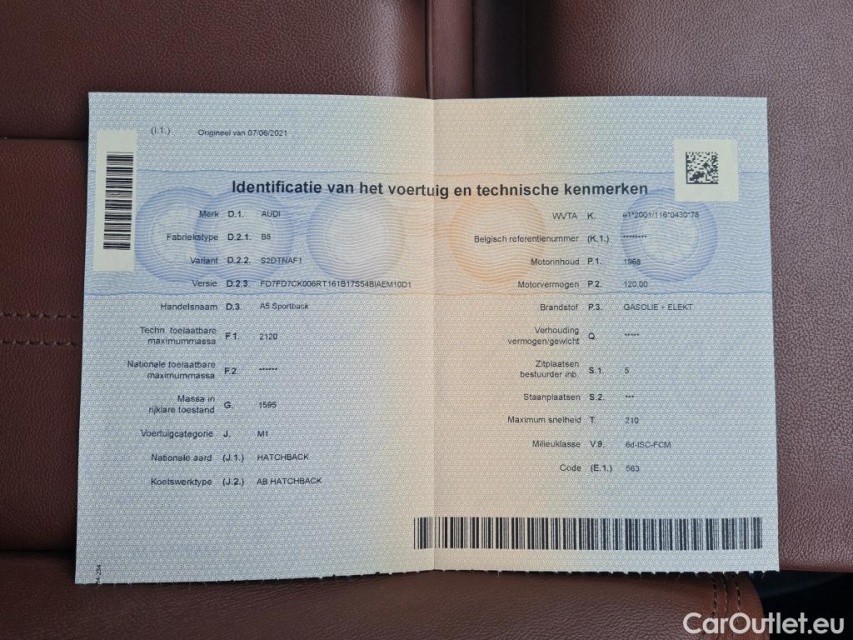 (I.1.) Origineel van 07/06/2021
Identificatie van het voertuig en technische kenmerken
Merk D.1. AUDI
Fabriekstype D.2.1. B8
Variant D.2.2. S2DTNAF1
Versie D.2.3. FD7FD7CK006RT161B17S54BIAEM10D1
Handelsnaam D.3. A5 Sportback
Techn toelaatbare
maximummassa F.1. 2120
Nationale toelaatbare
maximummassa F.2. ******
Massa in
rijklare toestand G. 1595
Voertuigcategorie J. M1
Nationale aard (J.1.) HATCHBACK
Koetswerktype (J.2.) AB HATCHBACK
WVTA K. e1*2001/116*0430*78
Belgisch referentienummer (K.1.) ********
Motorinhoud P.1. 1968
Motorvermogen P.2. 120.00
Brandstof P.3. GASOLIE - ELEKT
Verhouding
vermogen/gewicht Q. *****
Zitplaatsen
bestuurder inb. S.1. 5
Staanplaatsen S.2. ***
Maximum snelheid T. 210
Milieuklasse V.9. 6d-ISC-FCM
Code (E.1.) 563
CarOutlet.eu